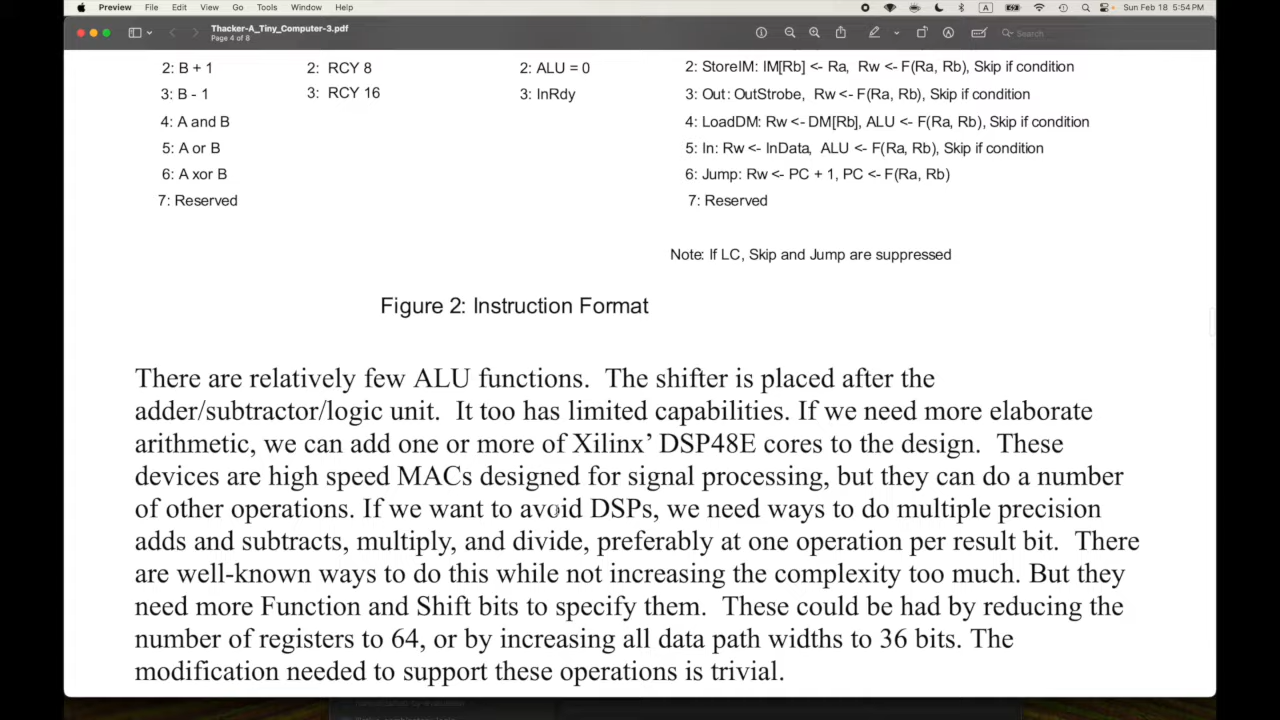 Preview File Edit View Go Tools Window Help A Sun Feb 18 5:54 PM
Thacker-A_Tiny_Computer-3.pdf
Page 4 of 8
Search
2: B + 1 2: RCY 8 2: ALU = 0 2: StoreIM: IM[Rb] <- Ra, Rw <- F(Ra, Rb), Skip if condition
3: B - 1 3: RCY 16 3: InRdy 3: Out: OutStrobe, Rw <- F(Ra, Rb), Skip if condition
4: A and B 4: LoadDM: Rw <- DM[Rb], ALU <- F(Ra, Rb), Skip if condition
5: A or B 5: In: Rw <- InData, ALU <- F(Ra, Rb), Skip if condition
6: A xor B 6: Jump: Rw <- PC + 1, PC <- F(Ra, Rb)
7: Reserved 7: Reserved
Note: If LC, Skip and Jump are suppressed
Figure 2: Instruction Format
There are relatively few ALU functions. The shifter is placed after the
adder/subtractor/logic unit. It too has limited capabilities. If we need more elaborate
arithmetic, we can add one or more of Xilinx’ DSP48E cores to the design. These
devices are high speed MACs designed for signal processing, but they can do a number
of other operations. If we want to avoid DSPs, we need ways to do multiple precision
adds and subtracts, multiply, and divide, preferably at one operation per result bit. There
are well-known ways to do this while not increasing the complexity too much. But they
need more Function and Shift bits to specify them. These could be had by reducing the
number of registers to 64, or by increasing all data path widths to 36 bits. The
modification needed to support these operations is trivial.